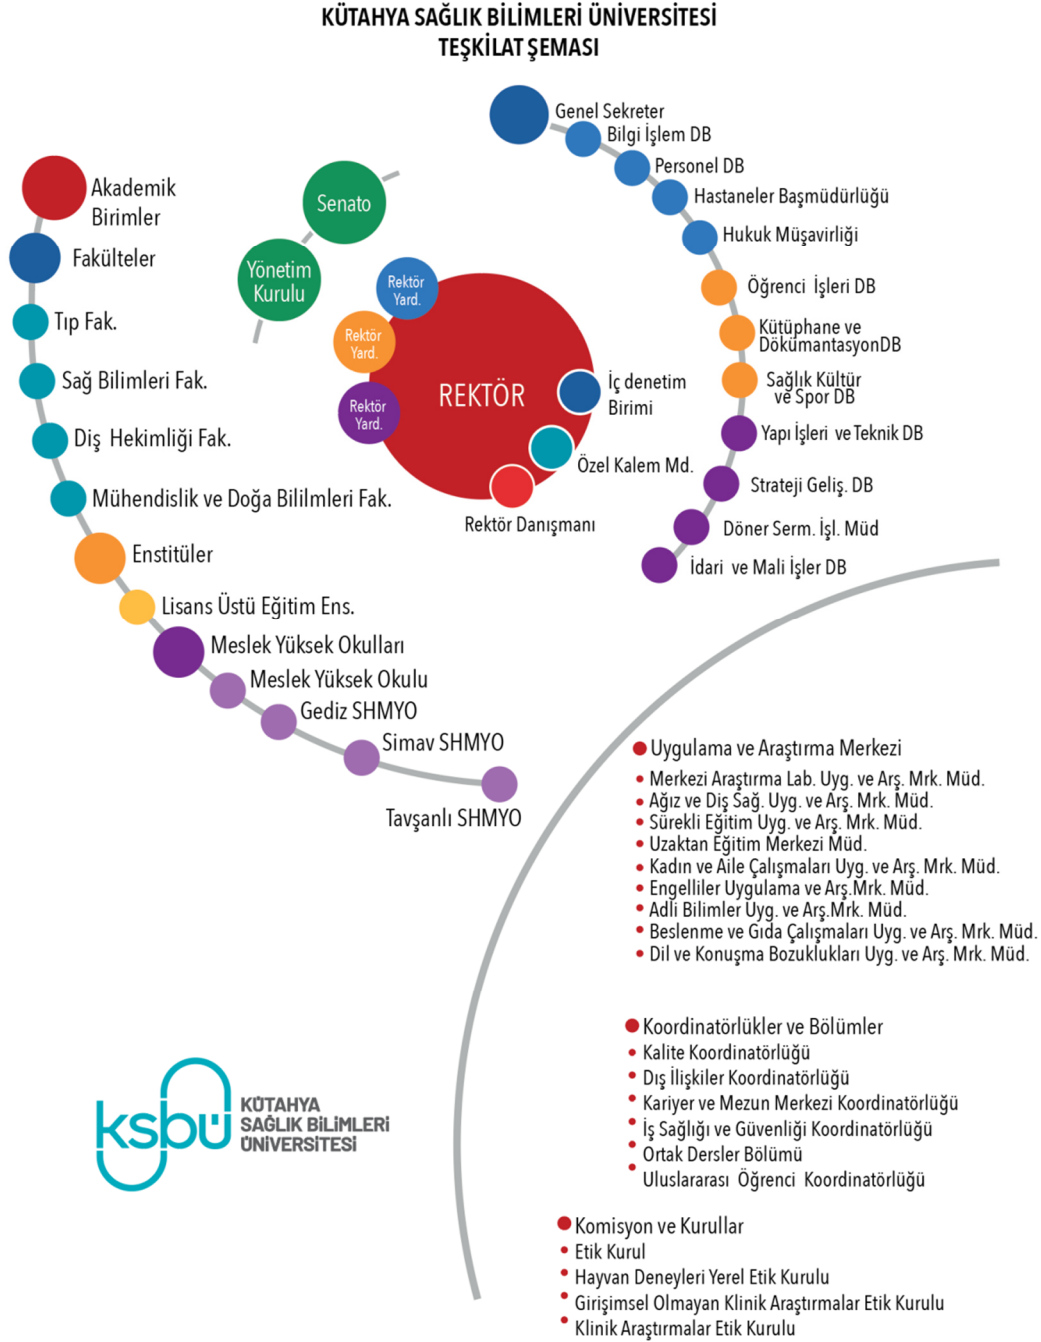 KÜTAHYA SAĞLIK BİLİMLERİ ÜNİVERSİTESİ
TEŞKİLAT ŞEMASI
Genel Sekreter
Bilgi İşlem DB
Personel DB
Hastaneler Başmüdürlüğü
Hukuk Müşavirliği
Öğrenci İşleri DB
Kütüphane ve
DökümantasyonDB
Sağlık Kültür
ve Spor DB
Yapı İşleri ve Teknik DB
Strateji Geliş. DB
Döner Serm. İşl. Müd
İdari ve Mali İşler DB
Senato
Yönetim
Kurulu
Rektör
Yard.
Rektör
Yard.
Rektör
Yard.
REKTÖR
İç denetim
Birimi
Özel Kalem Md.
Rektör Danışmanı
Akademik
Birimler
Fakülteler
Tıp Fak.
Sağ Bilimleri Fak.
Diş Hekimliği Fak.
Mühendislik ve Doğa Bililmleri Fak.
Enstitüler
Lisans Üstü Eğitim Ens.
Meslek Yüksek Okulları
Meslek Yüksek Okulu
Gediz SHMYO
Simav SHMYO
Tavşanlı SHMYO
Uygulama ve Araştırma Merkezi
Merkezi Araştırma Lab. Uyg. ve Arş. Mrk. Müd.
Ağız ve Diş Sağ. Uyg. ve Arş. Mrk. Müd.
Sürekli Eğitim Uyg. ve Arş. Mrk. Müd.
Uzaktan Eğitim Merkezi Müd.
Kadın ve Aile Çalışmaları Uyg. ve Arş. Mrk. Müd.
Engelliler Uygulama ve Arş.Mrk. Müd.
Adli Bilimler Uyg. ve Arş.Mrk. Müd.
Beslenme ve Gıda Çalışmaları Uyg. ve Arş. Mrk. Müd.
Dil ve Konuşma Bozuklukları Uyg. ve Arş. Mrk. Müd.
Koordinatörlükler ve Bölümler
Kalite Koordinatörlüğü
Dış İlişkiler Koordinatörlüğü
Kariyer ve Mezun Merkezi Koordinatörlüğü
İş Sağlığı ve Güvenliği Koordinatörlüğü
Ortak Dersler Bölümü
Uluslararası Öğrenci Koordinatörlüğü
Komisyon ve Kurullar
Etik Kurul
Hayvan Deneyleri Yerel Etik Kurulu
Girişimsel Olmayan Klinik Araştırmalar Etik Kurulu
Klinik Araştırmalar Etik Kurulu
ksbü
KÜTAHYA
SAĞLIK BİLİMLERİ
ÜNİVERSİTESİ